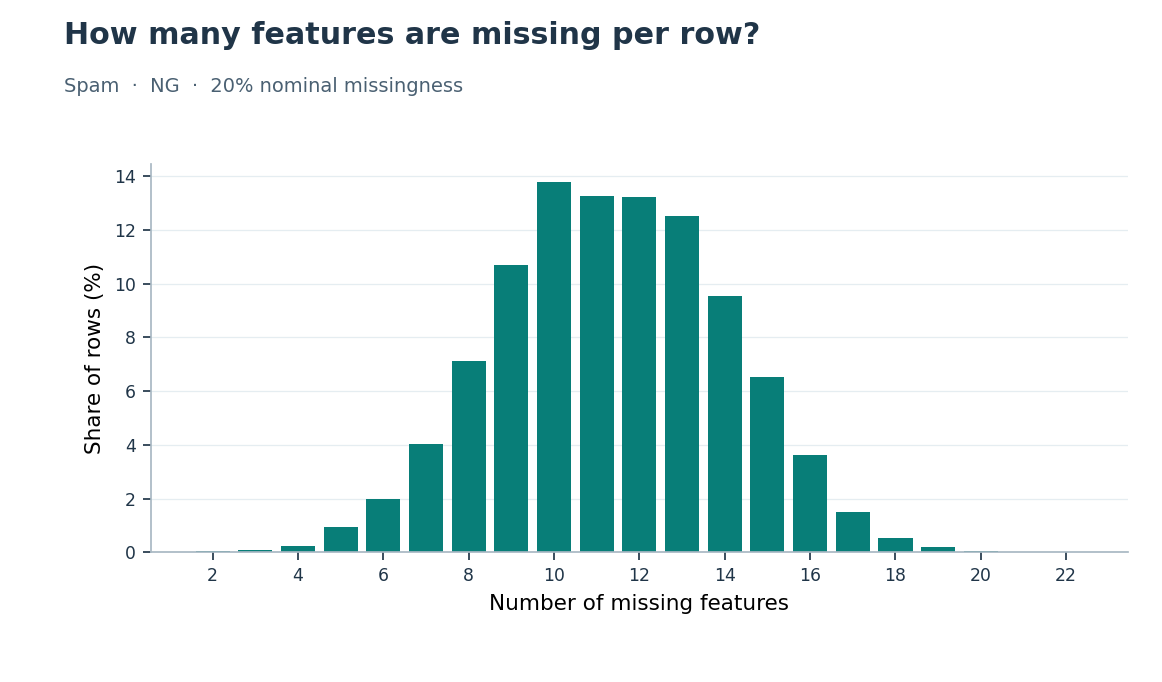 How many features are missing per row?
Spam · NG · 20% nominal missingness
Share of rows (%)
14
12
10
8
6
4
2
0
2 4 6 8 10 12 14 16 18 20 22
Number of missing features